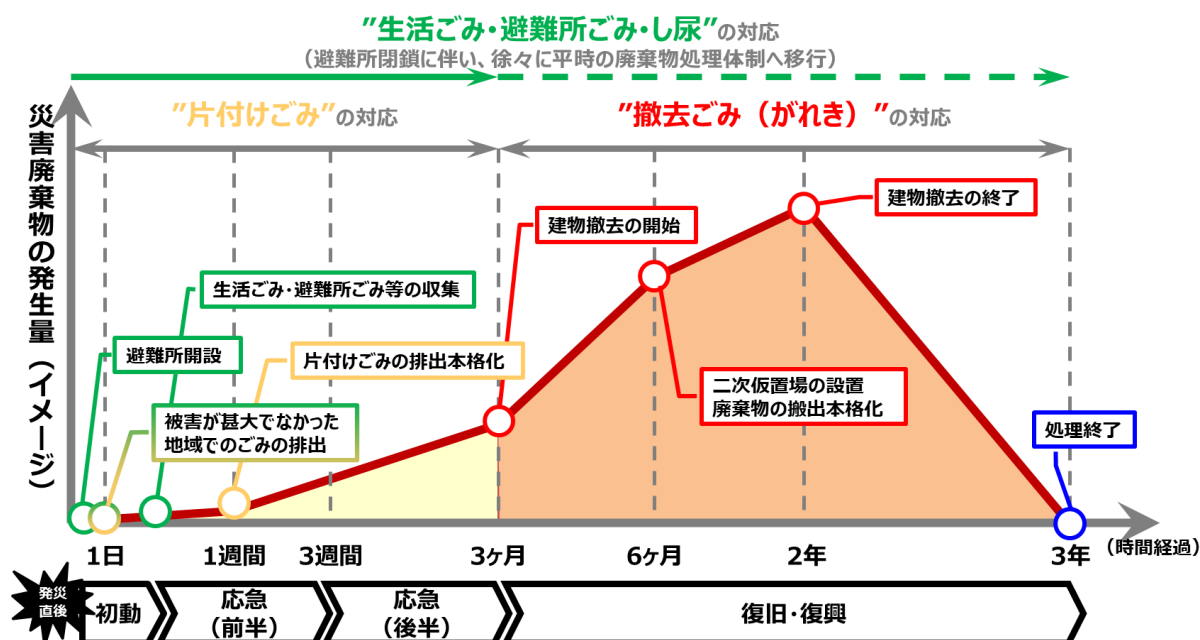 ”生活ごみ・避難所ごみ・し尿”の対応
（避難所閉鎖に伴い、徐々に平時の廃棄物処理体制へ移行）
”片付けごみ”の対応
”撤去ごみ（がれき）”の対応
災害廃棄物の発生量（イメージ）
建物撤去の終了
建物撤去の開始
生活ごみ・避難所ごみ等の収集
避難所開設
片付けごみの排出本格化
二次仮置場の設置
廃棄物の搬出本格化
被害が甚大でなかった
地域でのごみの排出
処理終了
1日
1週間
3週間
3ヶ月
6ヶ月
2年
3年
（時間経過）
発災
直後
初動
応急
（前半）
応急
（後半）
復旧・復興